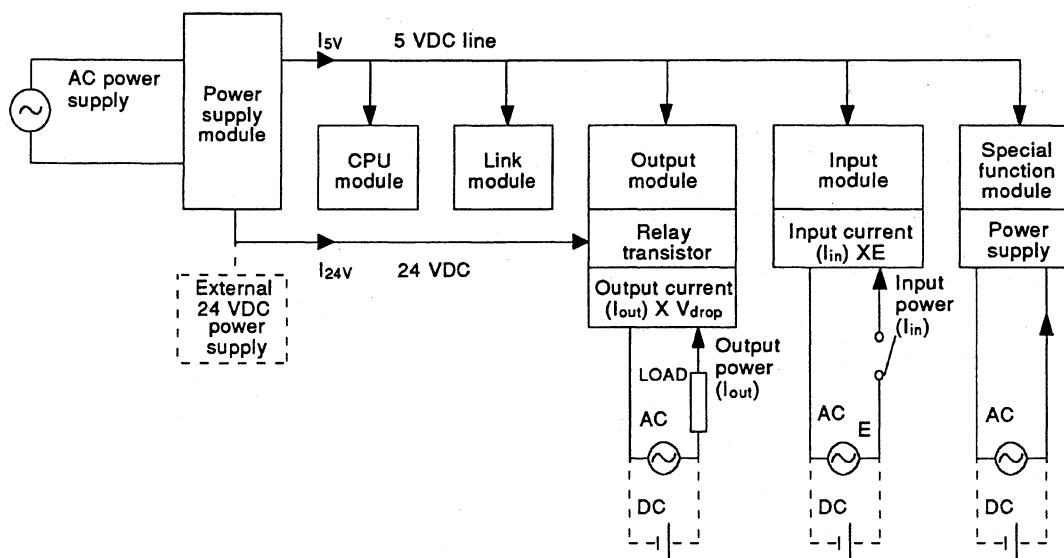 I5V
5 VDC line
AC power
supply
Power
supply
module
CPU
module
Link
module
Output
module
Input
module
Special
function
module
Relay
transistor
Input current
(Iin) XE
Power
supply
I24V
24 VDC
Output current
(Iout) X Vdrop
External
24 VDC
power
supply
Input
power
(Iin)
Output
power
(Iout)
LOAD
AC
AC
E
AC
DC
DC
DC